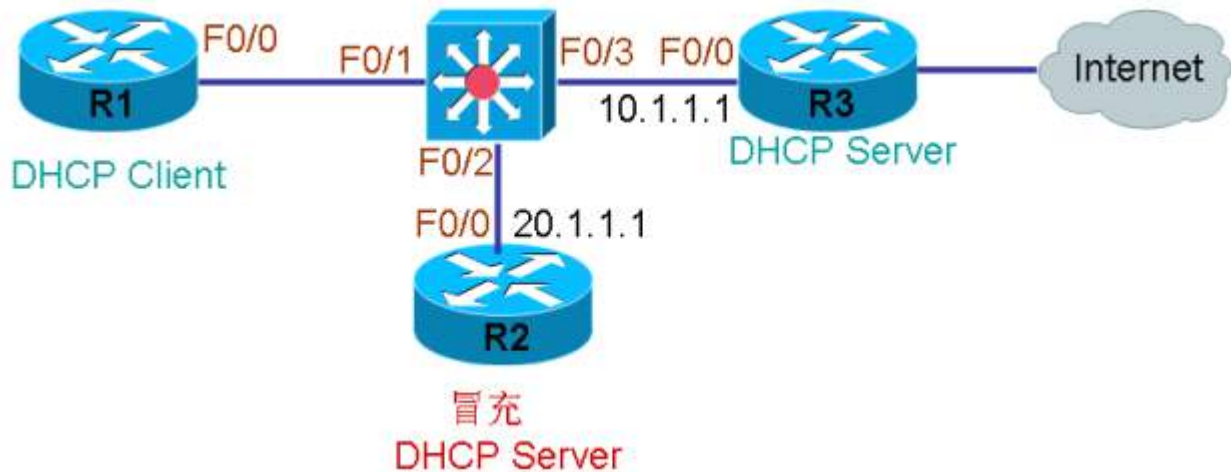 F0/0
F0/1
F0/3
F0/0
Internet
R1
10.1.1.1
R3
DHCP Client
F0/2
DHCP Server
F0/0
20.1.1.1
R2
冒充
DHCP Server